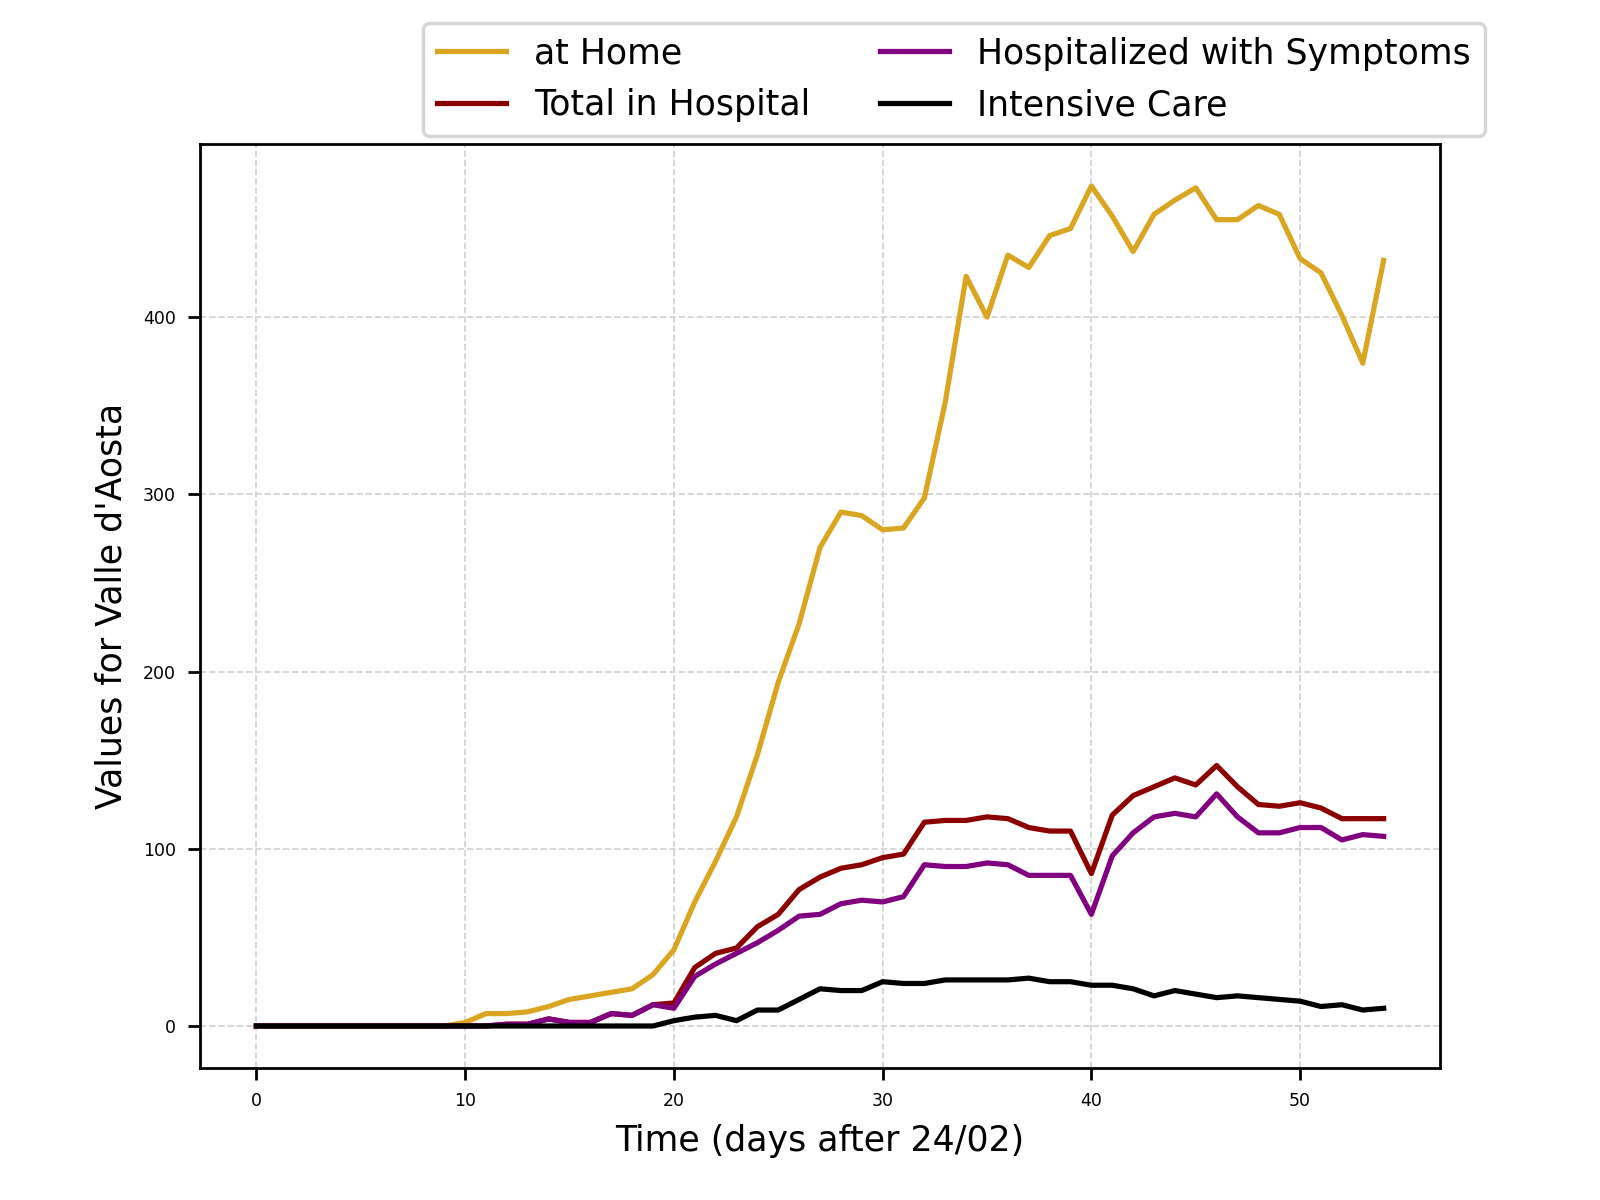 at Home
Total in Hospital
Hospitalized with Symptoms
Intensive Care
Values for Valle d'Aosta
400
300
200
100
0
0 10 20 30 40 50
Time (days after 24/02)